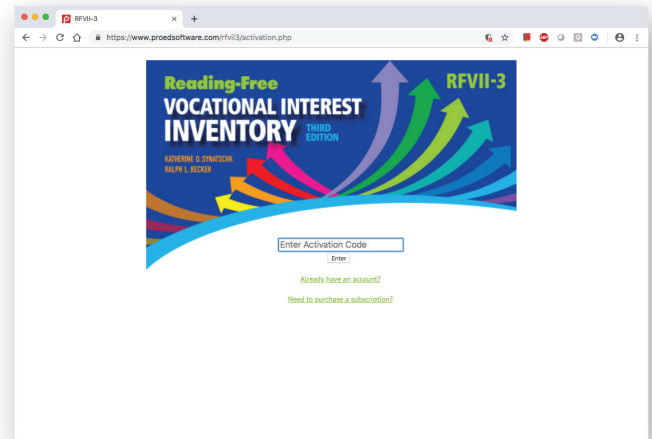 RFVII-3
https://www.proedsoftware.com/rfvii3/activation.php
Reading-Free
RFVII-3
VOCATIONAL INTEREST
INVENTORY THIRD EDITION
KATHERINE O. SYNATSCHK
RALPH L. BECKER
Enter Activation Code
Enter
Already have an account?
Need to purchase a subscription?